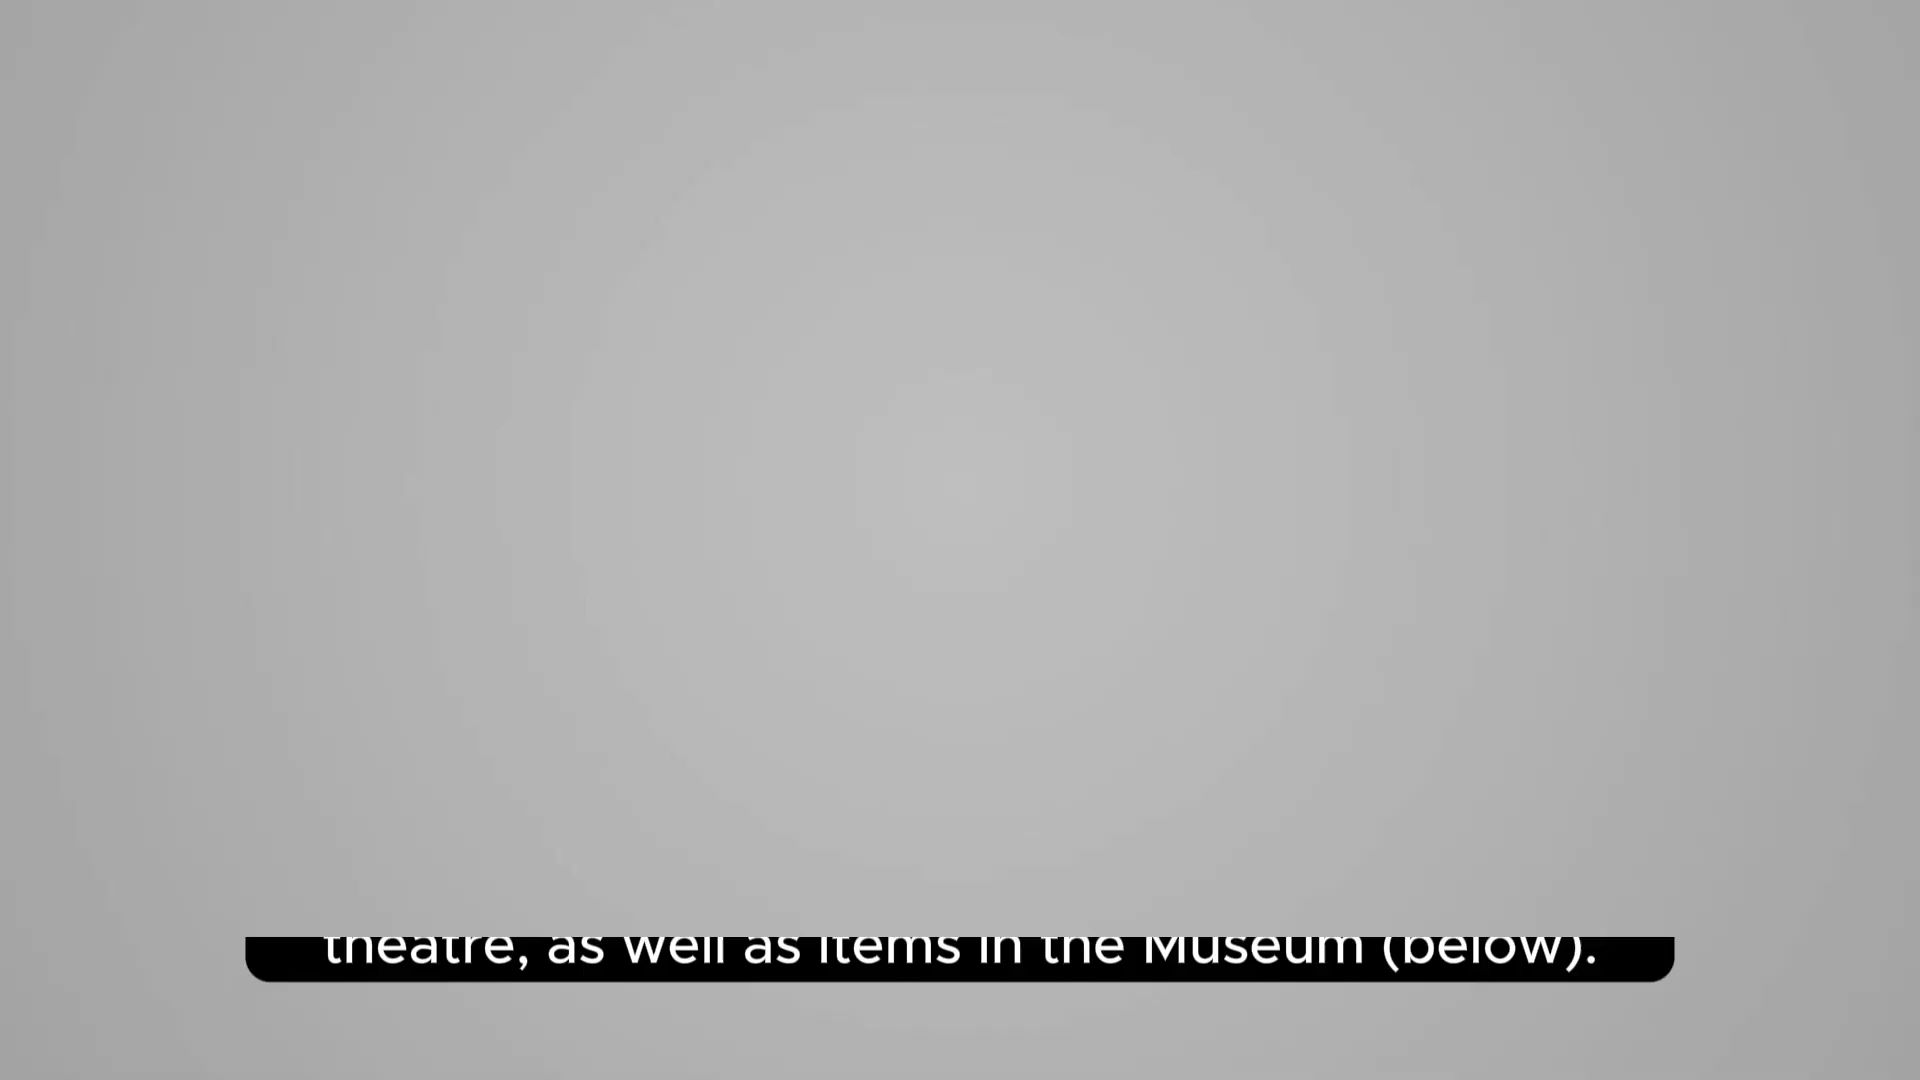 theatre, as well as items in the Museum (below).